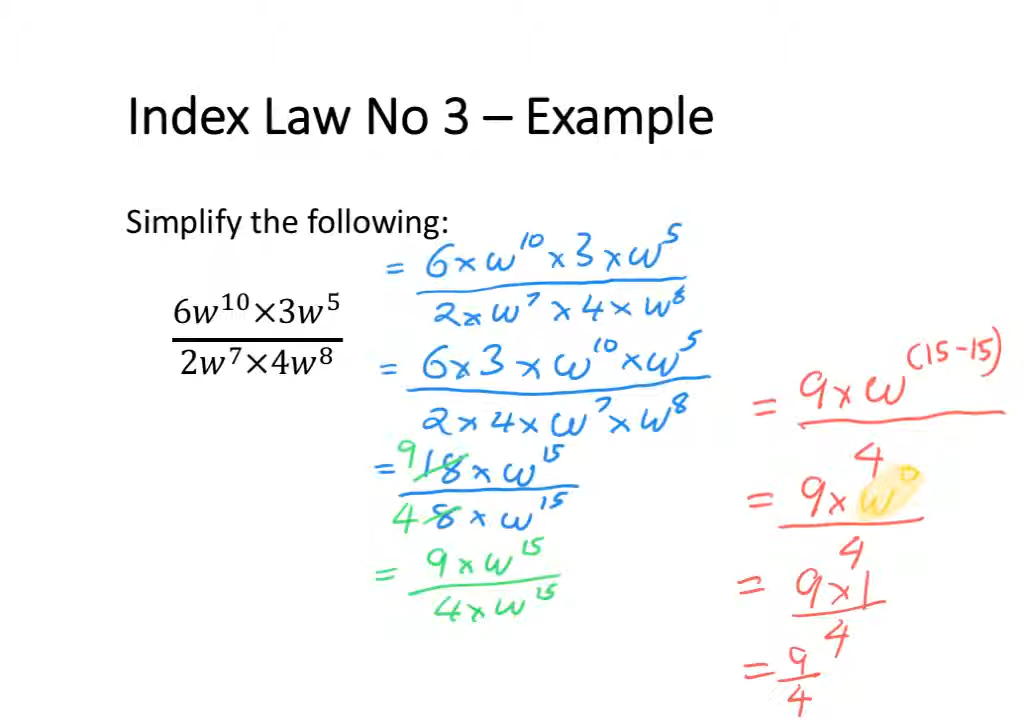 Index Law No 3 – Example
Simplify the following:
6w¹⁰×3w⁵
2w⁷×4w⁸
= 6 × w¹⁰ × 3 × w⁵
2 × w⁷ × 4 × w⁸
= 6 × 3 × w¹⁰ × w⁵
2 × 4 × w⁷ × w⁸
= 9 18 × w¹⁵
4 8 × w¹⁵
= 9 × w¹⁵
4 × w¹⁵
= 9 × w⁽¹⁵⁻¹⁵⁾
4
= 9 × w⁰
4
= 9 × 1
4
= 9
4